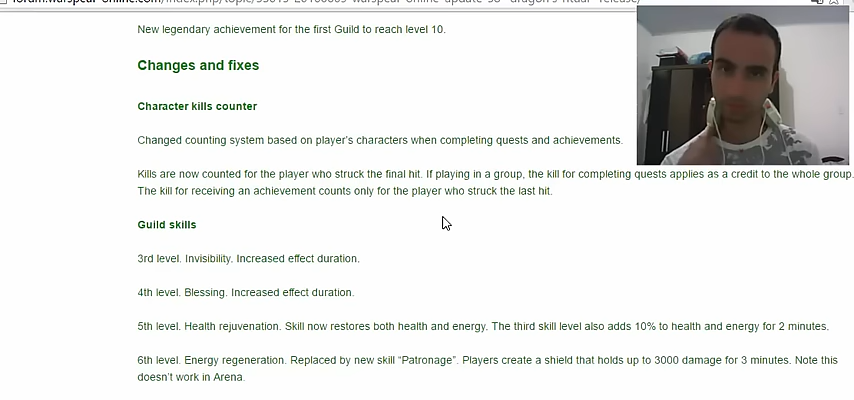 New legendary achievement for the first Guild to reach level 10.
Changes and fixes
Character kills counter
Changed counting system based on player's characters when completing quests and achievements.
Kills are now counted for the player who struck the final hit. If playing in a group, the kill for completing quests applies as a credit to the whole group.
The kill for receiving an achievement counts only for the player who struck the last hit.
Guild skills
3rd level. Invisibility. Increased effect duration.
4th level. Blessing. Increased effect duration.
5th level. Health rejuvenation. Skill now restores both health and energy. The third skill level also adds 10% to health and energy for 2 minutes.
6th level. Energy regeneration. Replaced by new skill “Patronage”. Players create a shield that holds up to 3000 damage for 3 minutes. Note this
doesn't work in Arena.